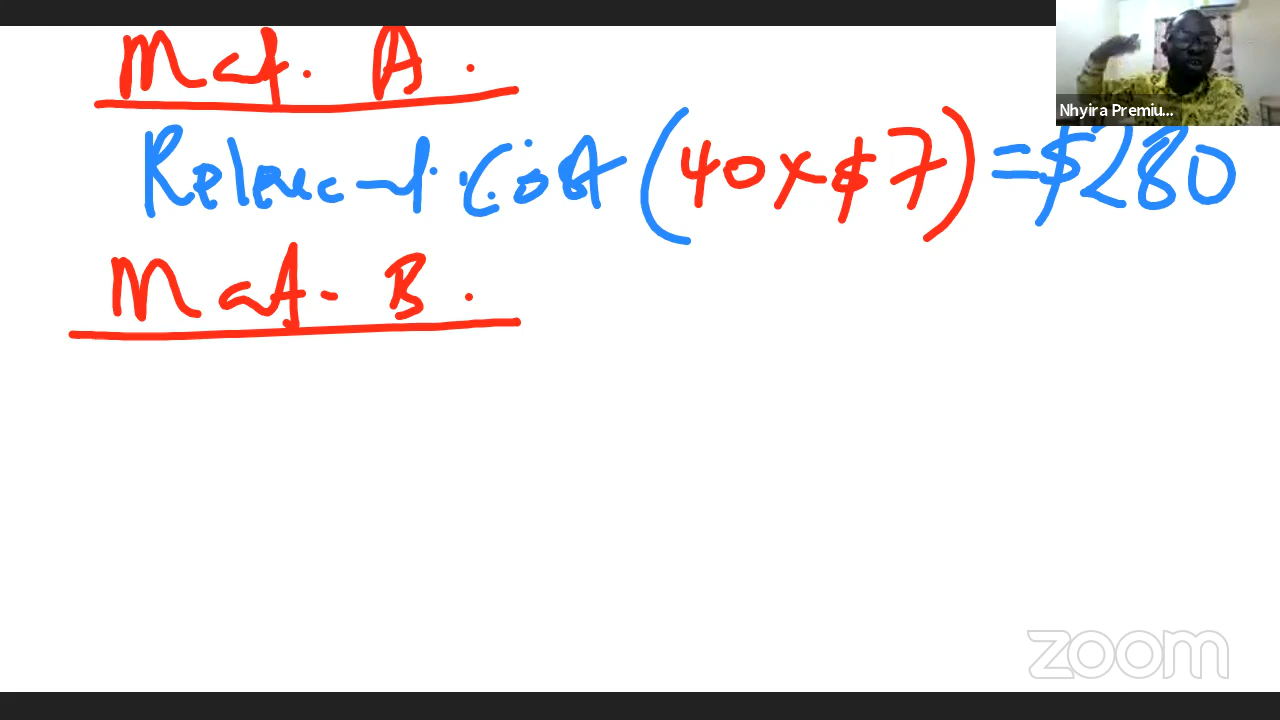 Mat. A.
Nhyira Premiu...
Relevant. Cost (40 x $7) = $280
Mat. B.
zoom